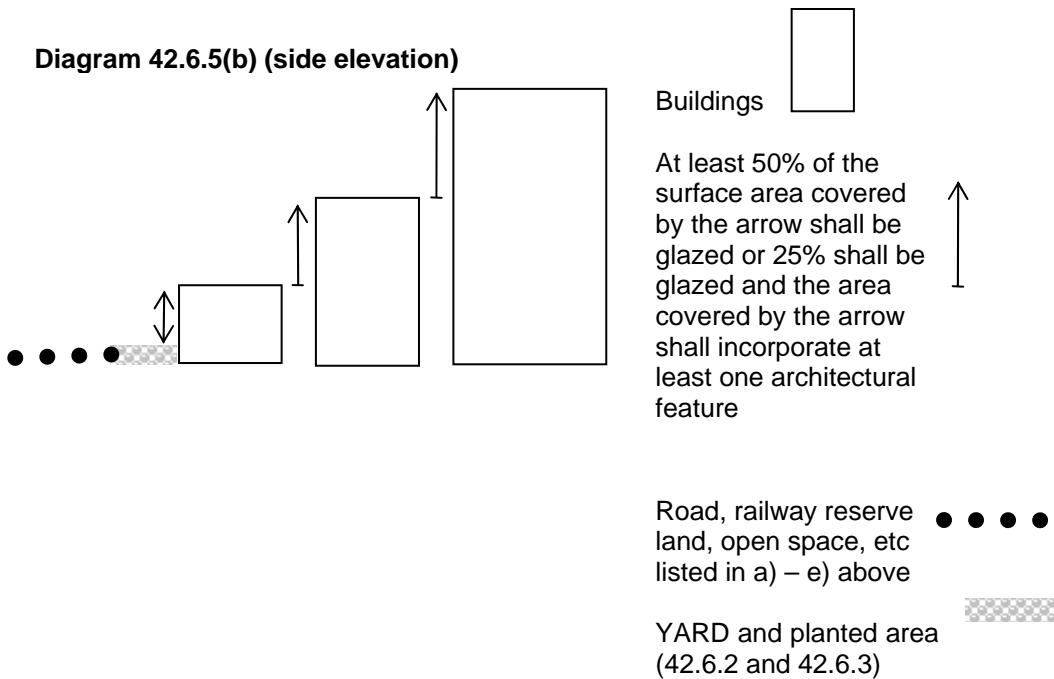 Diagram 42.6.5(b) (side elevation)
Buildings
At least 50% of the
surface area covered
by the arrow shall be
glazed or 25% shall be
glazed and the area
covered by the arrow
shall incorporate at
least one architectural
feature
Road, railway reserve
land, open space, etc
listed in a) – e) above
YARD and planted area
(42.6.2 and 42.6.3)